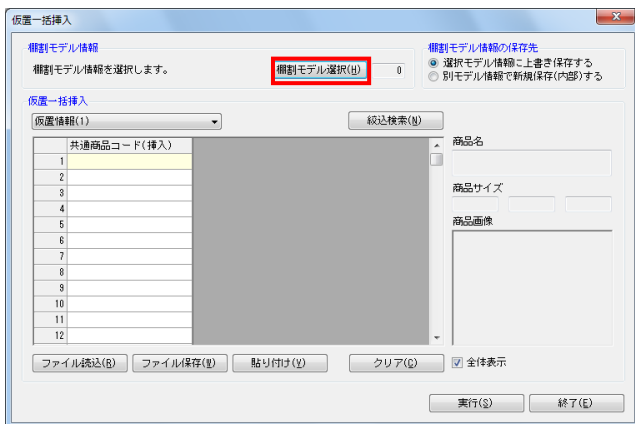 仮置一括挿入
棚割モデル情報
棚割モデル情報を選択します。
棚割モデル選択(H)
0
棚割モデル情報の保存先
選択モデル情報に上書き保存する
別モデル情報で新規保存(内部)する
仮置一括挿入
仮置情報(1)
絞込検索(N)
共通商品コード(挿入)
1
2
3
4
5
6
7
8
9
10
11
12
商品名
商品サイズ
商品画像
ファイル読込(R)
ファイル保存(W)
貼り付け(V)
クリア(C)
全体表示
実行(S)
終了(E)